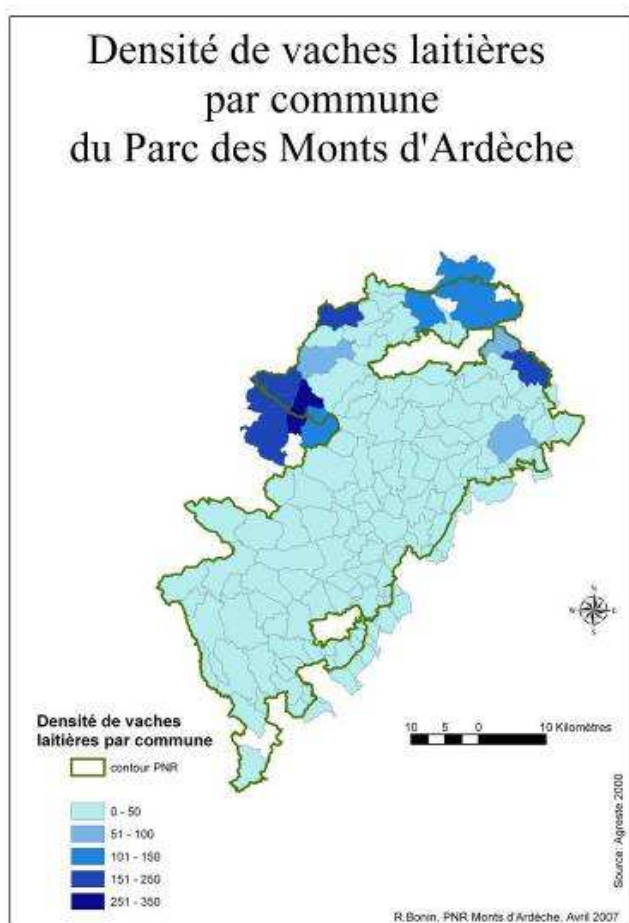 Densité de vaches laitières
par commune
du Parc des Monts d'Ardèche
N
W E
S
Densité de vaches
laitières par commune
contour PNR
0 - 50
51 - 100
101 - 150
151 - 250
251 - 350
10 5 0 10 Kilomètres
Source: Agreste 2000
R.Bonin, PNR Monts d'Ardèche, Avril 2007